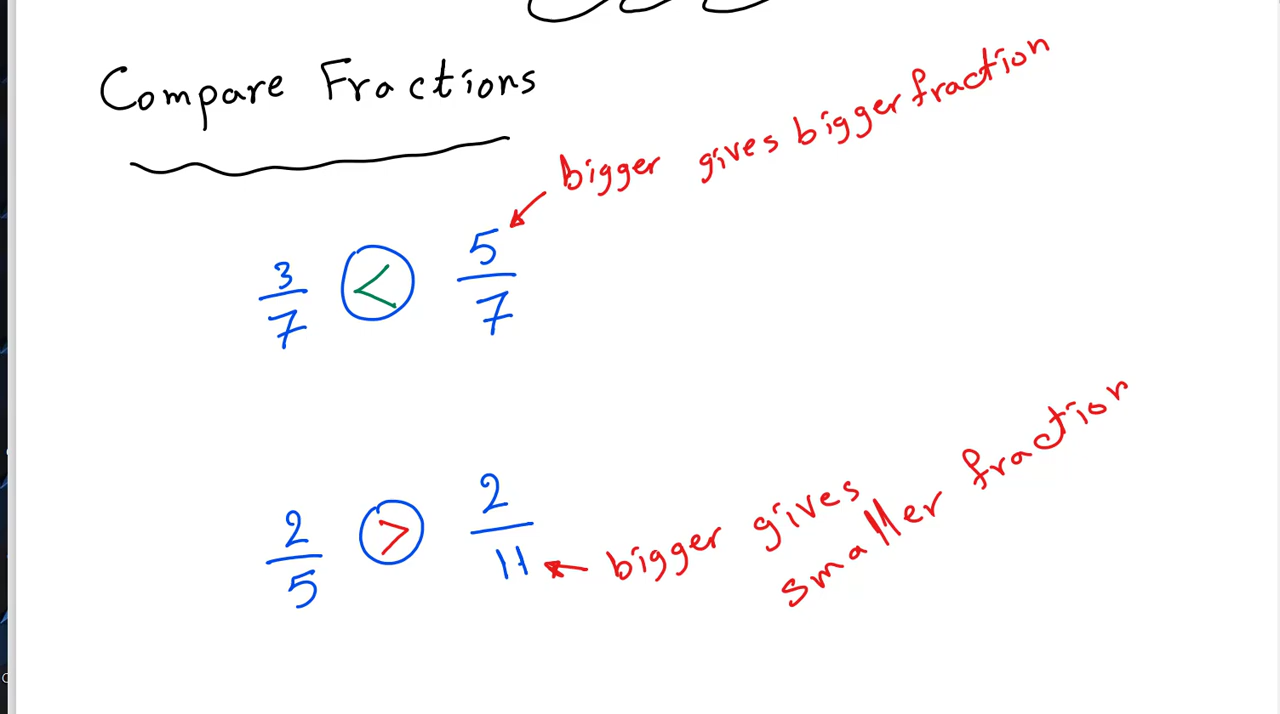 Compare Fractions
bigger gives bigger fraction
3/7 < 5/7
2/5 > 2/11
bigger gives
smaller fraction